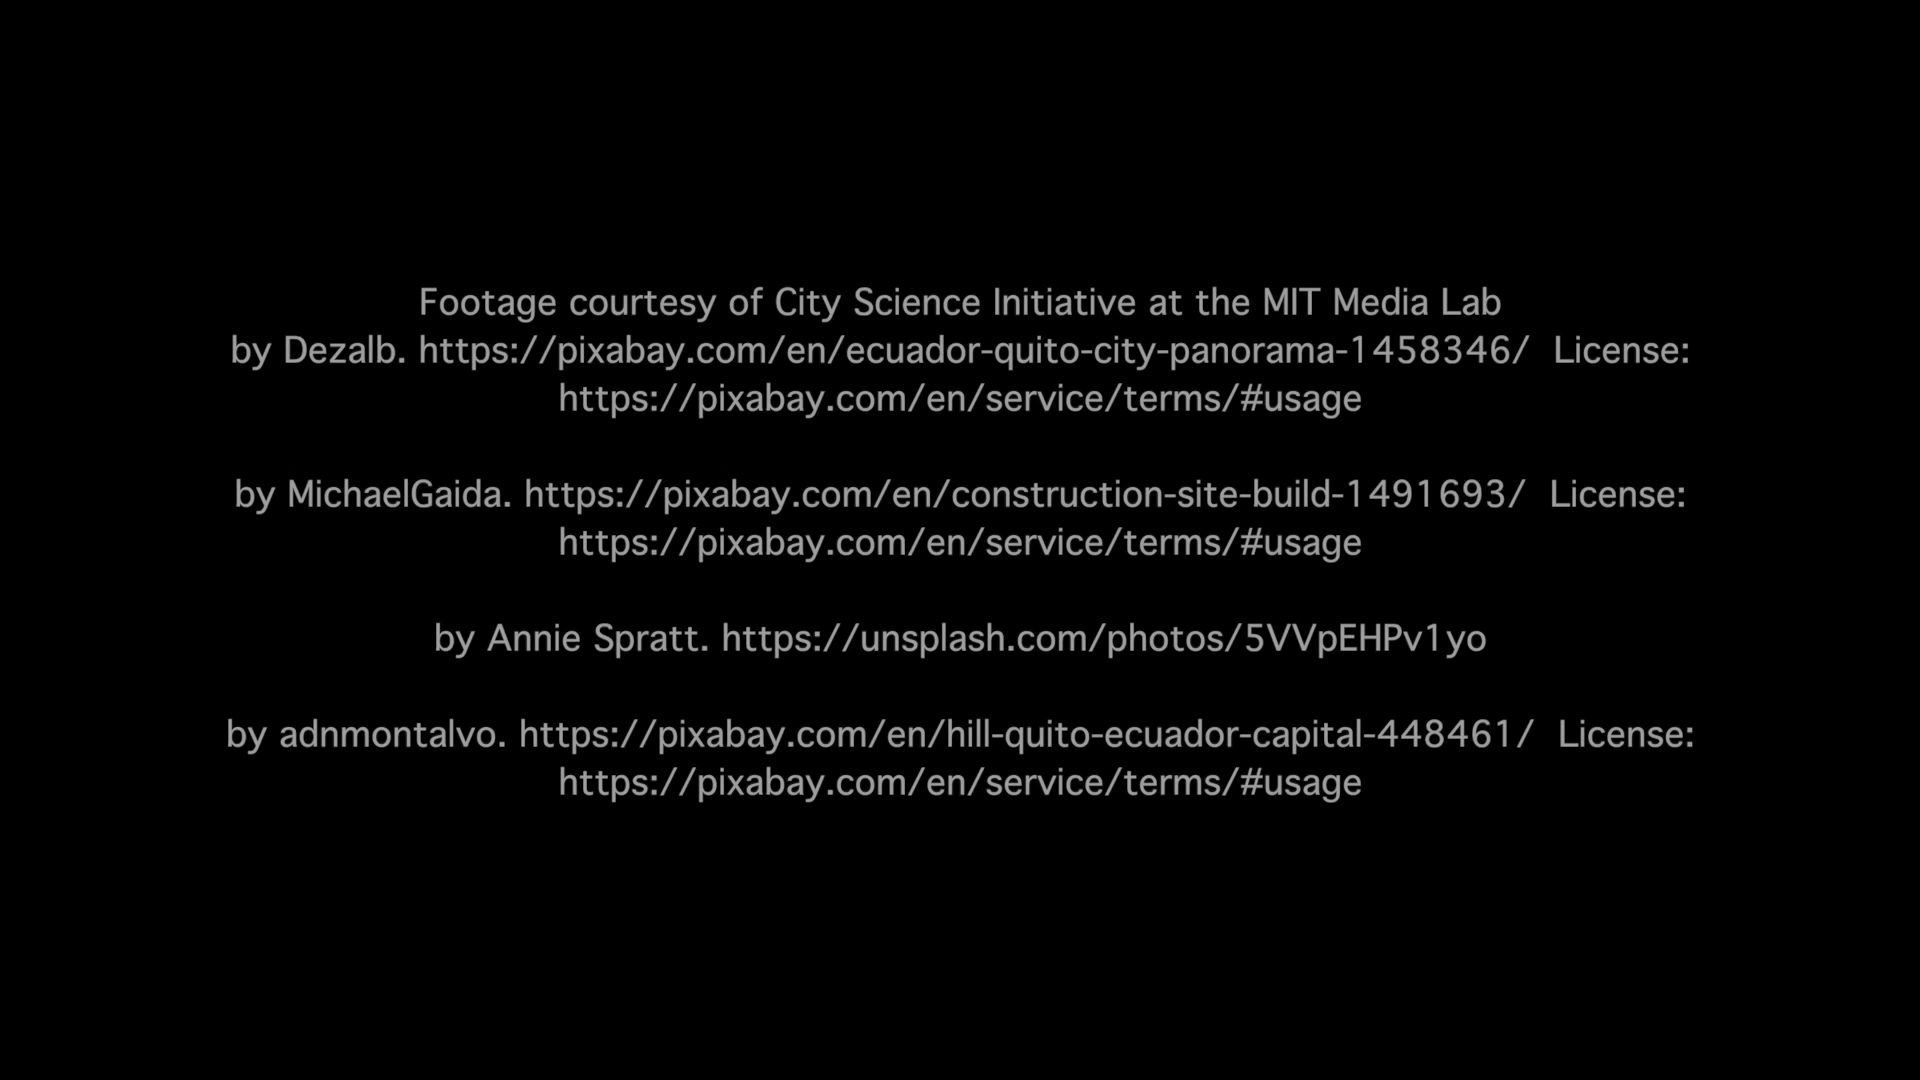 Footage courtesy of City Science Initiative at the MIT Media Lab
by Dezalb. https://pixabay.com/en/ecuador-quito-city-panorama-1458346/  License:
https://pixabay.com/en/service/terms/#usage
by MichaelGaida. https://pixabay.com/en/construction-site-build-1491693/  License:
https://pixabay.com/en/service/terms/#usage
by Annie Spratt. https://unsplash.com/photos/5VVpEHPv1yo
by adnmontalvo. https://pixabay.com/en/hill-quito-ecuador-capital-448461/  License:
https://pixabay.com/en/service/terms/#usage